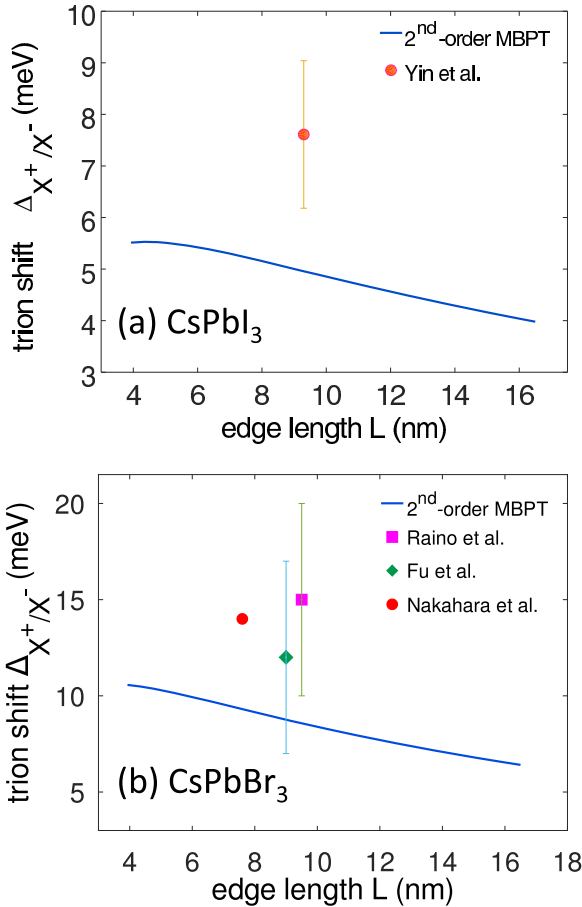 10
9
8
7
6
5
4
3
trion shift Δ_X⁺/X⁻ (meV)
2ⁿᵈ-order MBPT
Yin et al.
(a) CsPbI₃
4 6 8 10 12 14 16
edge length L (nm)
20
15
10
5
trion shift Δ_X⁺/X⁻ (meV)
2ⁿᵈ-order MBPT
Raino et al.
Fu et al.
Nakahara et al.
(b) CsPbBr₃
4 6 8 10 12 14 16 18
edge length L (nm)